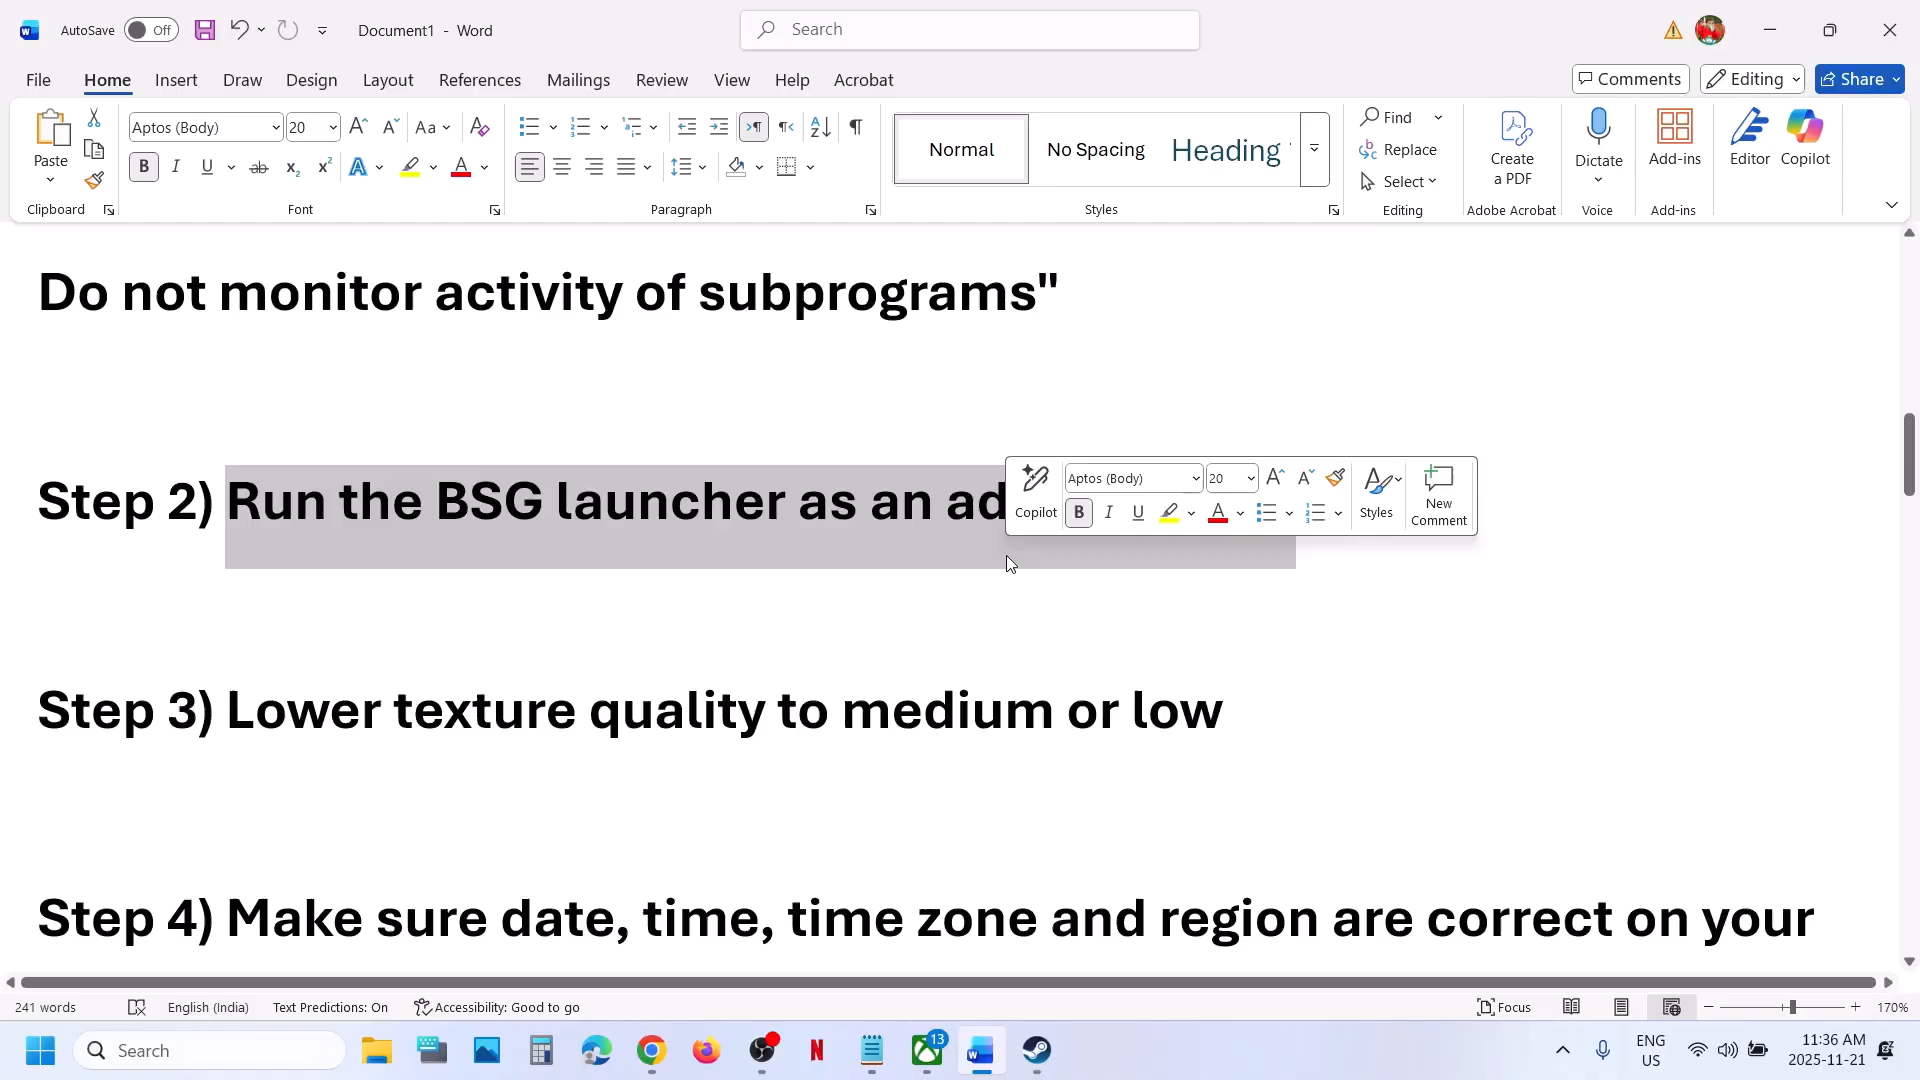 AutoSave Off Document1 - Word Search
File Home Insert Draw Design Layout References Mailings Review View Help Acrobat Comments Editing Share
Paste
Clipboard
Aptos (Body) 20
Font
Paragraph
Normal No Spacing Heading
Styles
Find
Replace
Select
Editing
Create
a PDF
Adobe Acrobat
Dictate
Voice
Add-ins
Add-ins
Editor
Copilot
Do not monitor activity of subprograms"
Step 2) Run the BSG launcher as an ad
Copilot
Aptos (Body) 20
Styles
New
Comment
Step 3) Lower texture quality to medium or low
Step 4) Make sure date, time, time zone and region are correct on your
241 words English (India) Text Predictions: On Accessibility: Good to go Focus 170%
Search
13
ENG
US
11:36 AM
2025-11-21